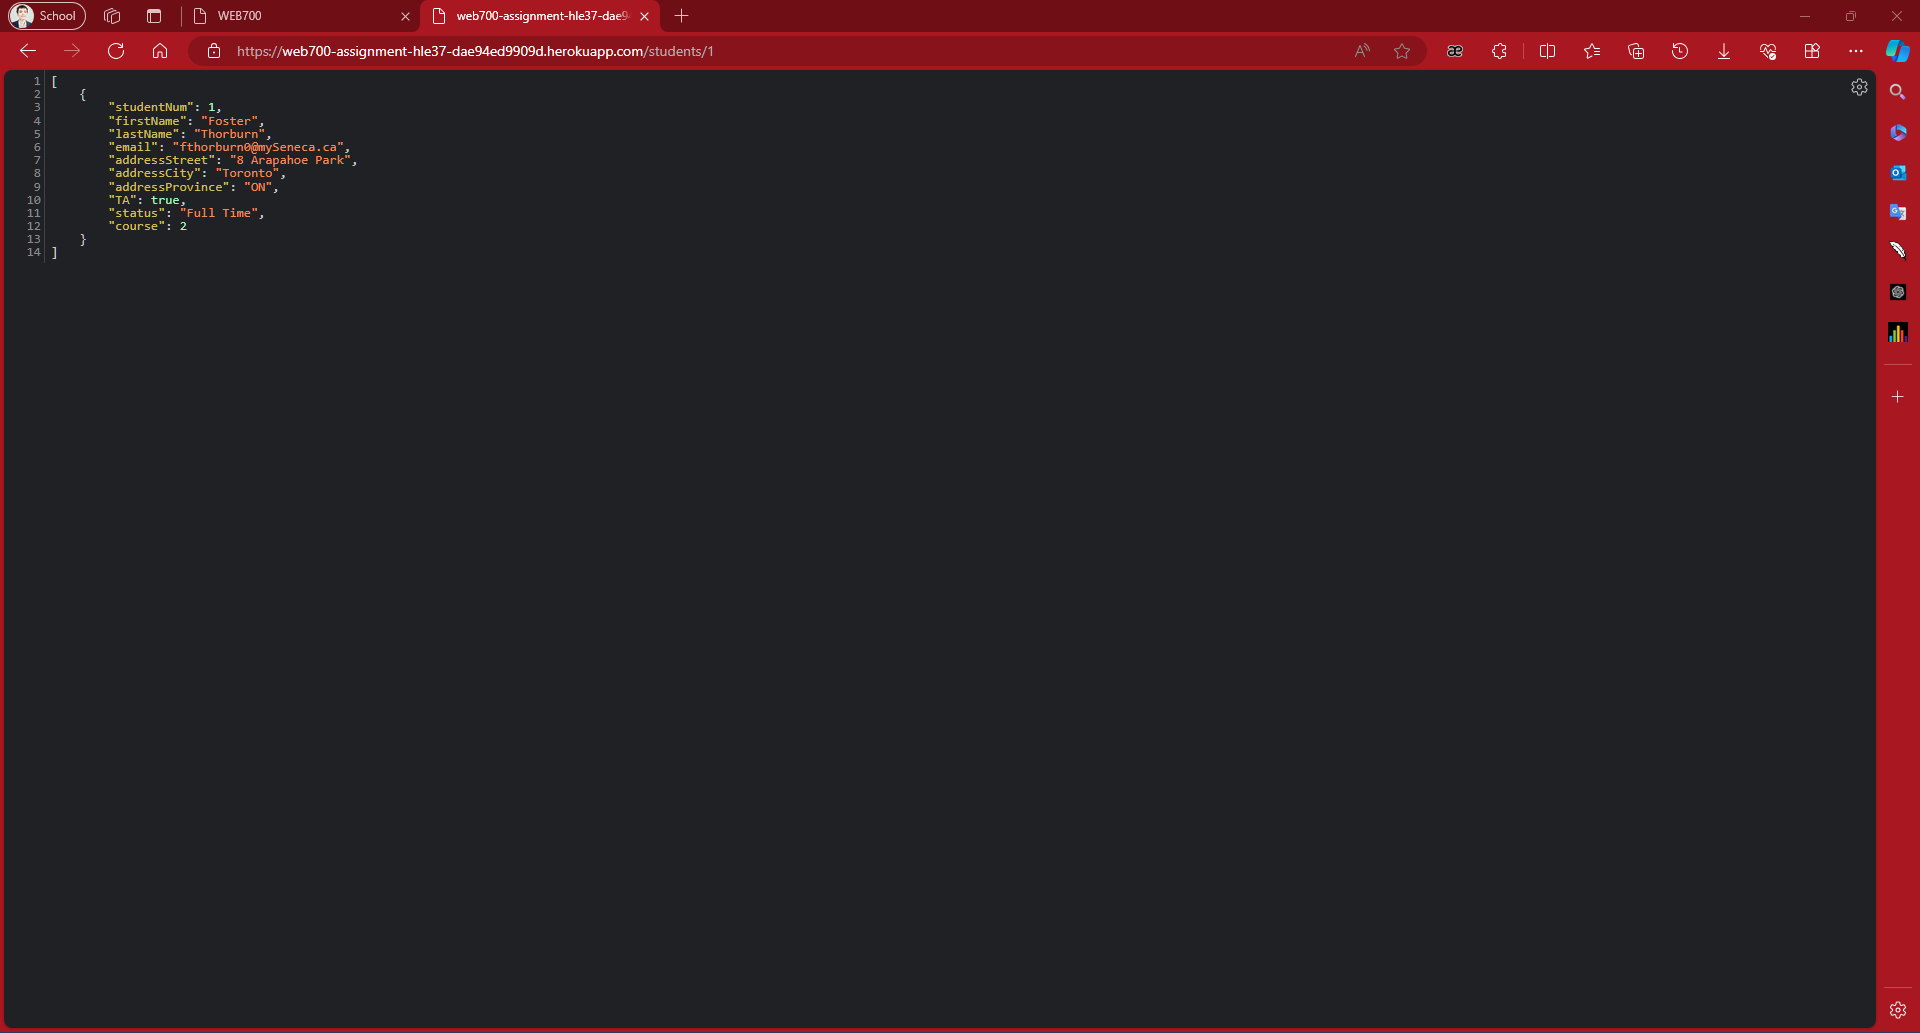 School
WEB700
web700-assignment-hle37-dae9
https://web700-assignment-hle37-dae94ed9909d.herokuapp.com/students/1
1 [
2 {
3 "studentNum": 1,
4 "firstName": "Foster",
5 "lastName": "Thorburn",
6 "email": "fthorburn0@mySeneca.ca",
7 "addressStreet": "8 Arapahoe Park",
8 "addressCity": "Toronto",
9 "addressProvince": "ON",
10 "TA": true,
11 "status": "Full Time",
12 "course": 2
13 }
14 ]